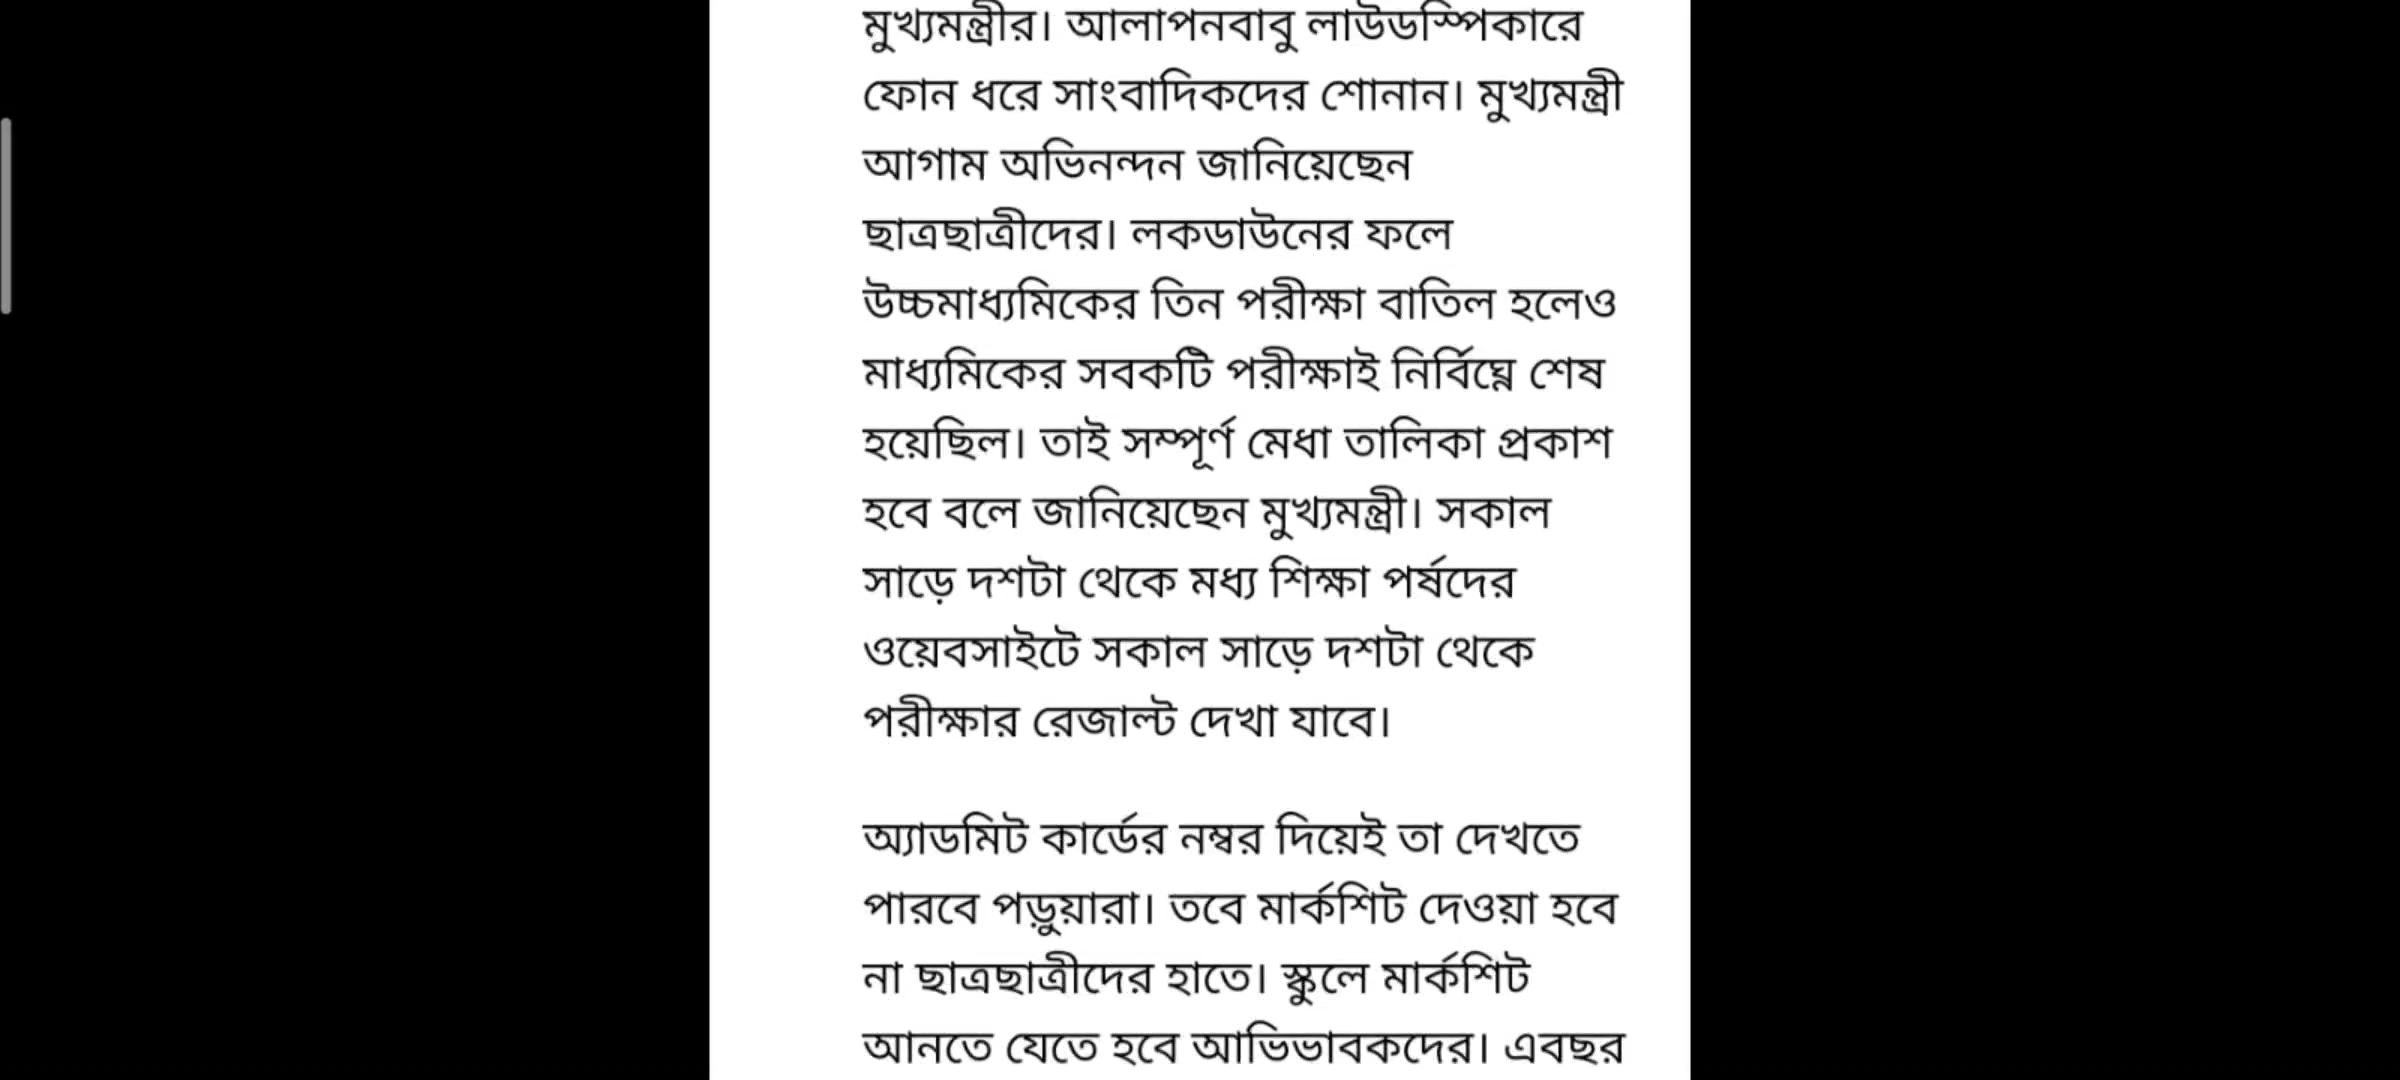 মুখ্যমন্ত্রীর। আলাপনবাবু লাউডস্পিকারে
ফোন ধরে সাংবাদিকদের শোনান। মুখ্যমন্ত্রী
আগাম অভিনন্দন জানিয়েছেন
ছাত্রছাত্রীদের। লকডাউনের ফলে
উচ্চমাধ্যমিকের তিন পরীক্ষা বাতিল হলেও
মাধ্যমিকের সবকটি পরীক্ষাই নির্বিঘ্নে শেষ
হয়েছিল। তাই সম্পূর্ণ মেধা তালিকা প্রকাশ
হবে বলে জানিয়েছেন মুখ্যমন্ত্রী। সকাল
সাড়ে দশটা থেকে মধ্য শিক্ষা পর্ষদের
ওয়েবসাইটে সকাল সাড়ে দশটা থেকে
পরীক্ষার রেজাল্ট দেখা যাবে।
অ্যাডমিট কার্ডের নম্বর দিয়েই তা দেখতে
পারবে পড়ুয়ারা। তবে মার্কশিট দেওয়া হবে
না ছাত্রছাত্রীদের হাতে। স্কুলে মার্কশিট
আনতে যেতে হবে আভিভাবকদের। এবছর